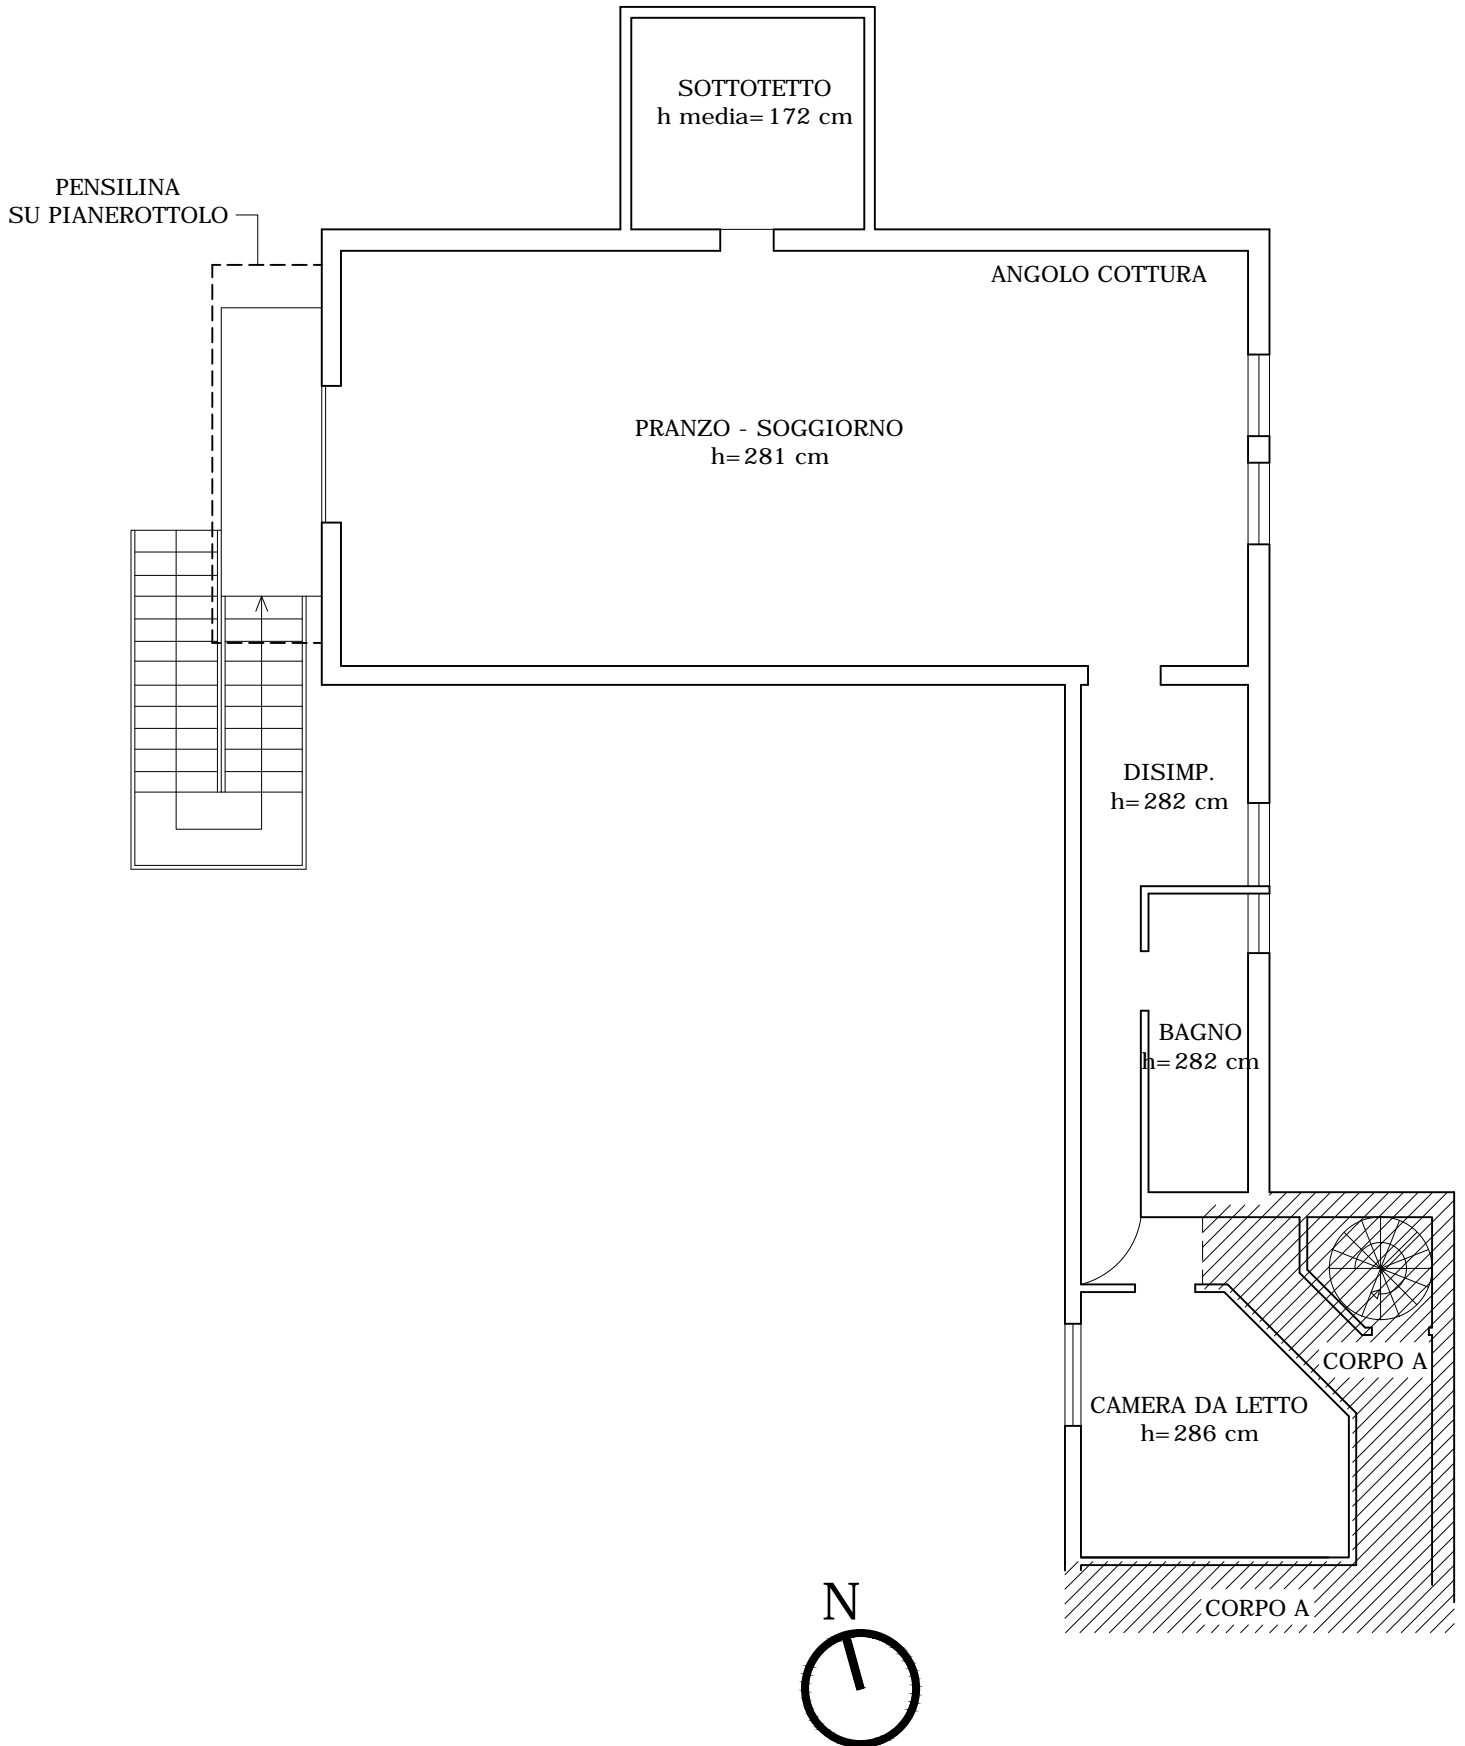 SOTTOTETTO
h media=172 cm
PENSILINA
SU PIANEROTTOLO
ANGOLO COTTURA
PRANZO - SOGGIORNO
h=281 cm
DISIMP.
h=282 cm
BAGNO
h=282 cm
CORPO A
CAMERA DA LETTO
h=286 cm
CORPO A
N